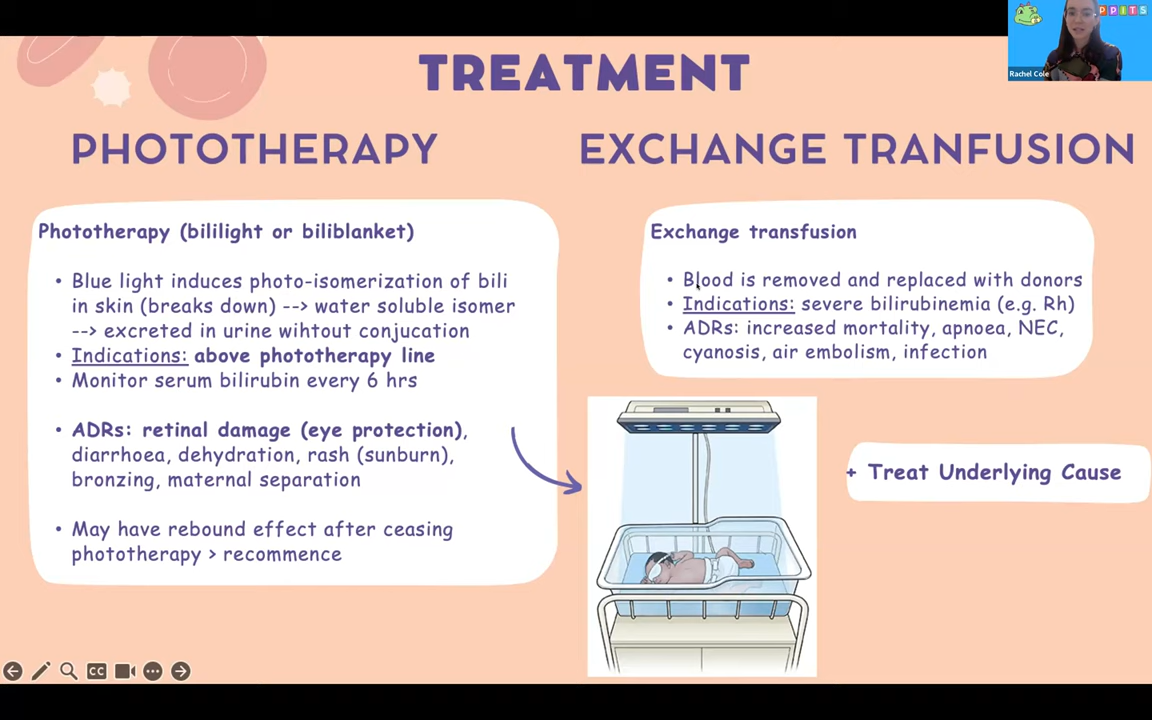 PPITS
Rachel Cole
TREATMENT
PHOTOTHERAPY
Phototherapy (bililight or biliblanket)
• Blue light induces photo-isomerization of bili
in skin (breaks down) --> water soluble isomer
--> excreted in urine wihtout conjucation
• Indications: above phototherapy line
• Monitor serum bilirubin every 6 hrs
• ADRs: retinal damage (eye protection),
diarrhoea, dehydration, rash (sunburn),
bronzing, maternal separation
• May have rebound effect after ceasing
phototherapy > recommence
EXCHANGE TRANFUSION
Exchange transfusion
• Blood is removed and replaced with donors
• Indications: severe bilirubinemia (e.g. Rh)
• ADRs: increased mortality, apnoea, NEC,
cyanosis, air embolism, infection
+ Treat Underlying Cause
CC